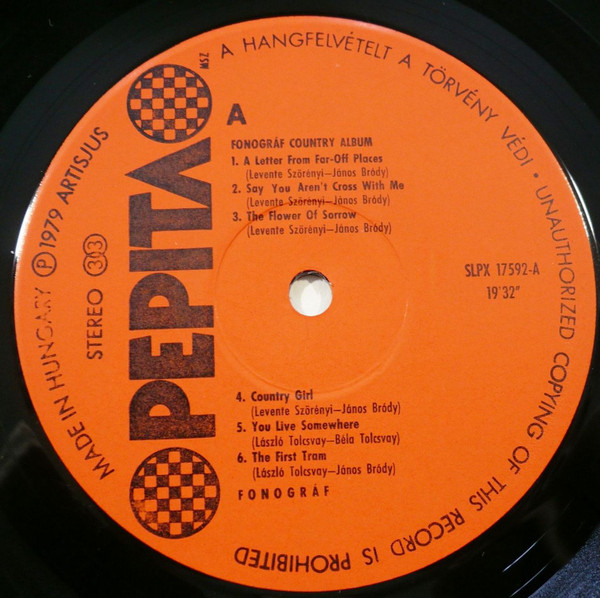 A HANGFELVÉTELT A TÖRVÉNY VÉDI • UNAUTHORIZED COPYING OF THIS RECORD IS PROHIBITED
MADE IN HUNGARY Ⓟ 1979 ARTISJUS
STEREO 33
PEPITA
MSZ
A
FONOGRÁF COUNTRY ALBUM
1. A Letter From Far-Off Places
(Levente Szörényi–János Bródy)
2. Say You Aren't Cross With Me
(Levente Szörényi–János Bródy)
3. The Flower Of Sorrow
(Levente Szörényi–János Bródy)
SLPX 17592-A
19'32"
4. Country Girl
(Levente Szörényi–János Bródy)
5. You Live Somewhere
(László Tolcsvay–Béla Tolcsvay)
6. The First Tram
(László Tolcsvay–János Bródy)
FONOGRÁF